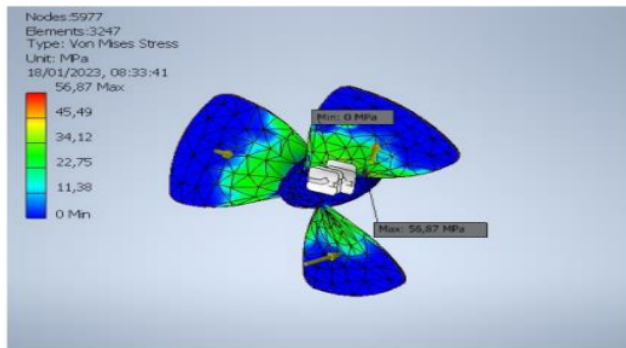 Nodes:5977
Elements:3247
Type: Von Mises Stress
Unit: MPa
18/01/2023, 08:33:41
56,87 Max
45,49
34,12
22,75
11,38
0 Min
Min: 0 MPa
Max: 56,87 MPa